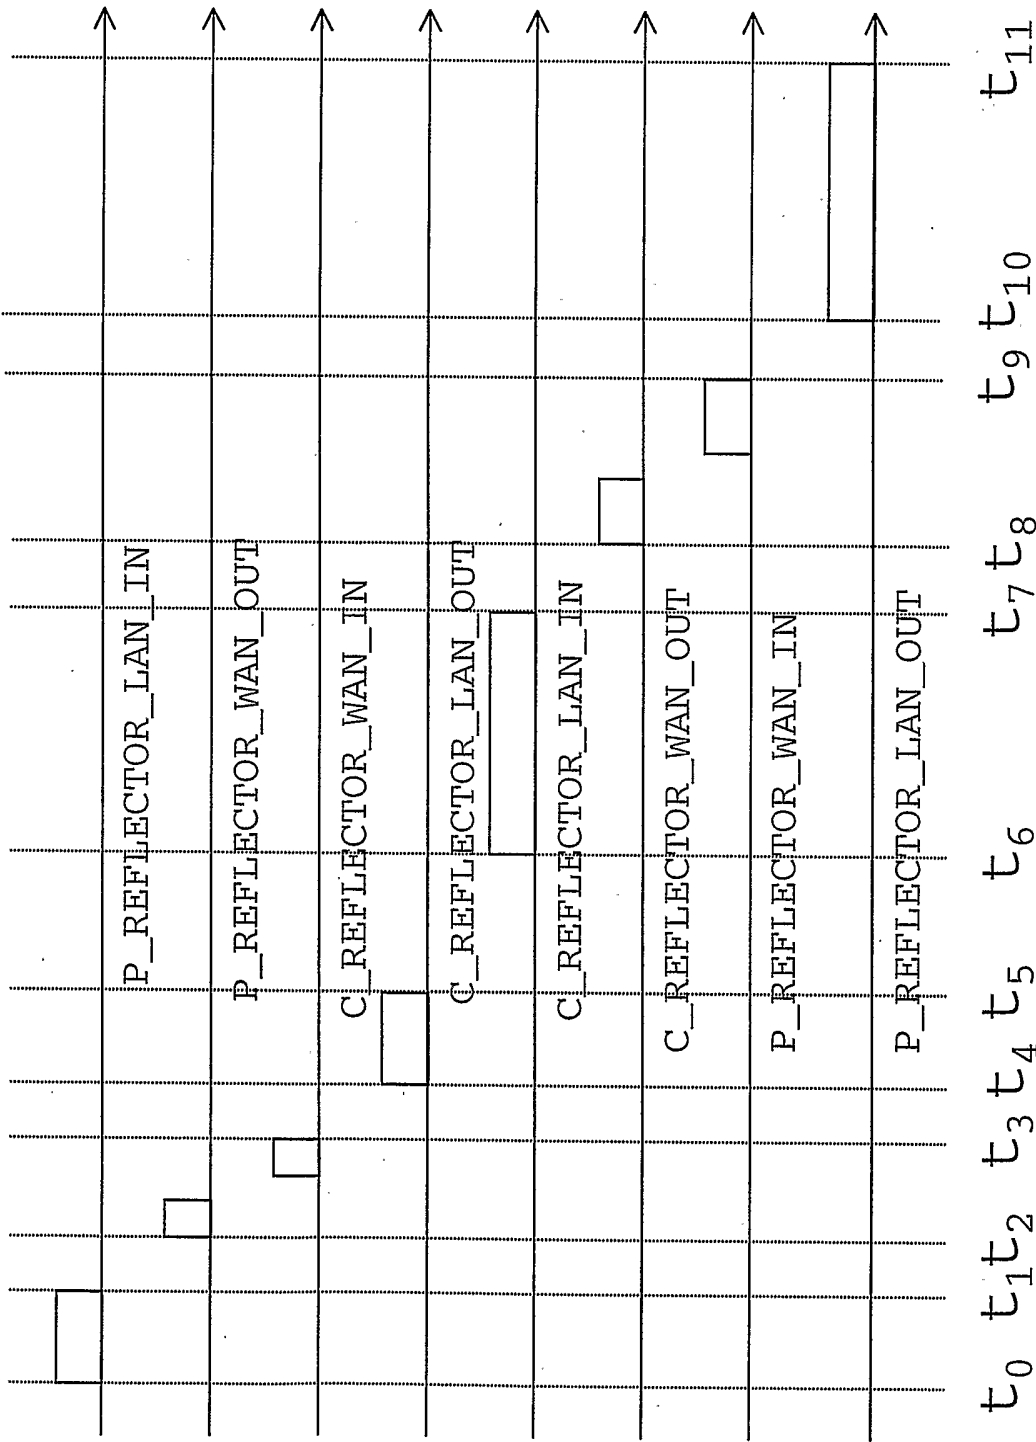 P_REFLECTOR_LAN_IN
P_REFLECTOR_WAN_OUT
C_REFLECTOR_WAN_IN
C_REFLECTOR_LAN_OUT
C_REFLECTOR_LAN_IN
C_REFLECTOR_WAN_OUT
P_REFLECTOR_WAN_IN
P_REFLECTOR_LAN_OUT
t0 t1 t2 t3 t4 t5 t6 t7 t8 t9 t10 t11